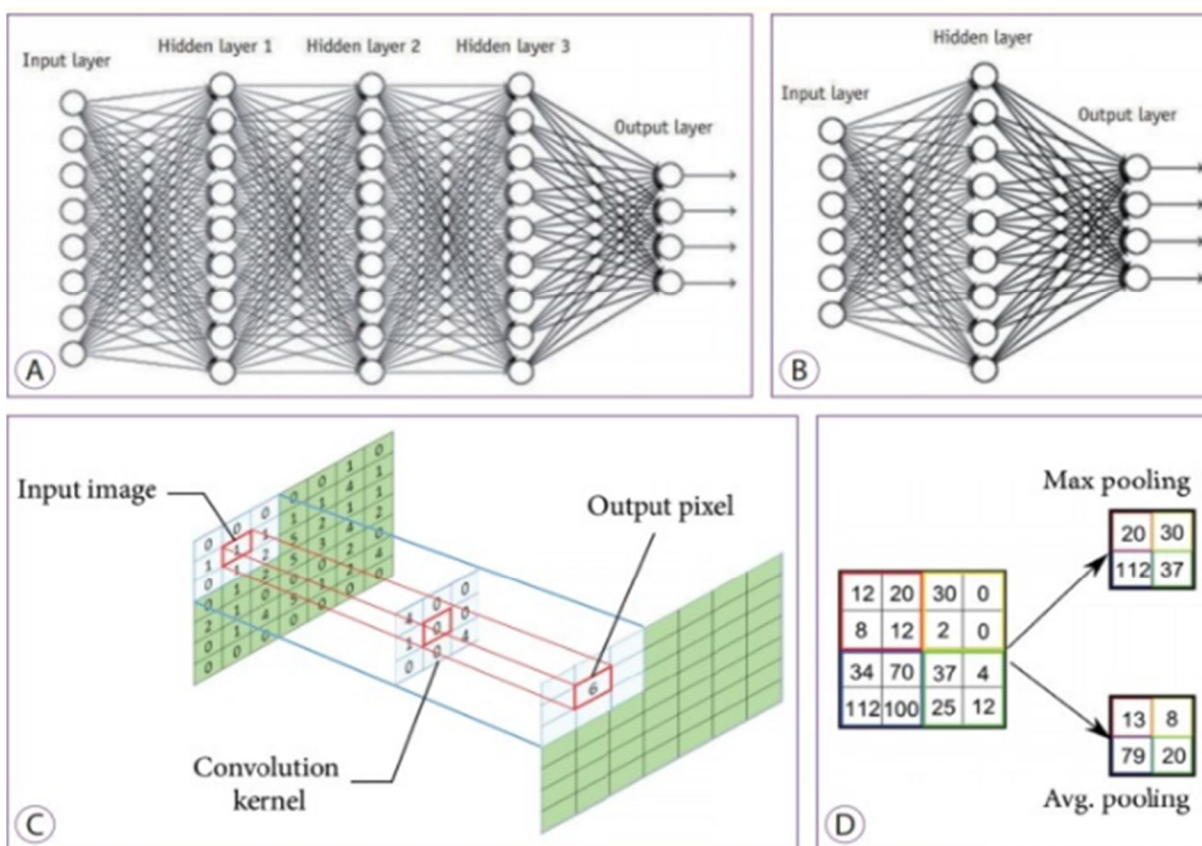 Input layer
Hidden layer 1 Hidden layer 2 Hidden layer 3
Output layer
A
Hidden layer
Input layer
Output layer
B
Input image
Output pixel
Convolution
kernel
6
C
Max pooling
20 30
112 37
12 20 30 0
8 12 2 0
34 70 37 4
112 100 25 12
13 8
79 20
Avg. pooling
D